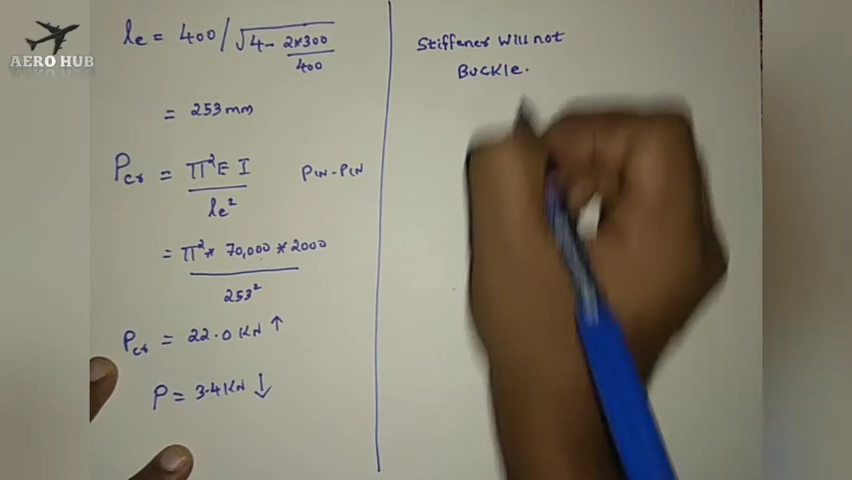 AERO HUB
le = 400 / √4- 2*300
400
= 253 mm
Pcr = π²EI
le²
Pin-Pin
= π² * 70,000 * 2000
253²
Pcr = 22.0 KN ↑
P = 3.4 KN ↓
Stiffener Will not
Buckle.